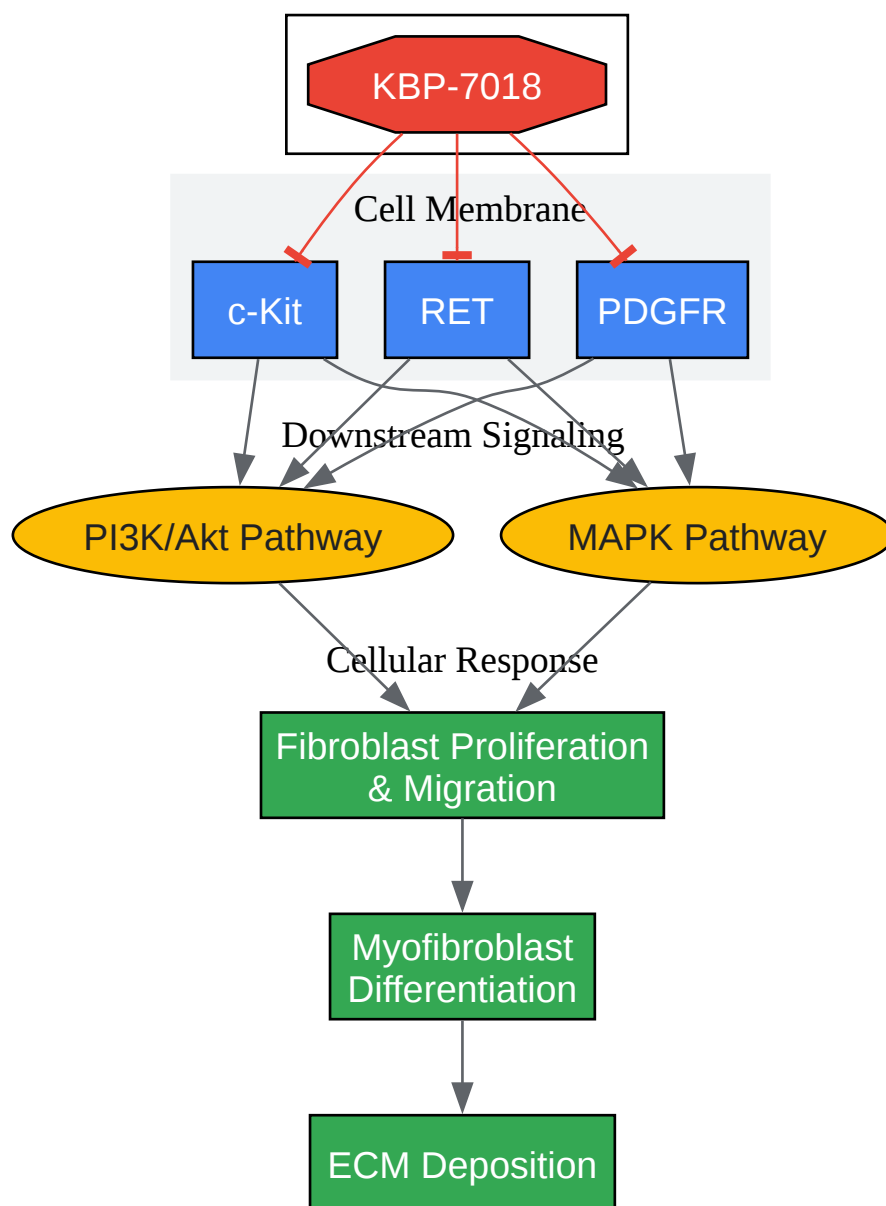 KBP-7018
Cell Membrane
c-Kit
RET
PDGFR
Downstream Signaling
PI3K/Akt Pathway
MAPK Pathway
Cellular Response
Fibroblast Proliferation
& Migration
Myofibroblast
Differentiation
ECM Deposition